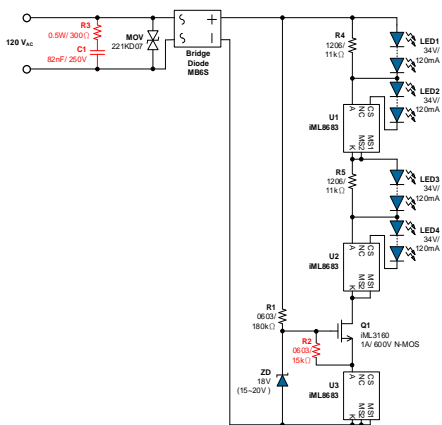 120 VAC
R3
0.5W/ 300Ω
C1
82nF/ 250V
MOV
221KD07
~
~
+
−
Bridge
Diode
MB6S
R4
1206/
11kΩ
LED1
34V/
120mA
LED2
34V/
120mA
U1
iML8683
A
NC
CS
K
MS2
MS1
R5
1206/
11kΩ
LED3
34V/
120mA
LED4
34V/
120mA
U2
iML8683
A
NC
CS
K
MS2
MS1
R1
0603/
180kΩ
R2
0603/
15kΩ
Q1
iML3160
1A/ 600V N-MOS
ZD
18V
(15~20V )
U3
iML8683
A
NC
CS
K
MS2
MS1